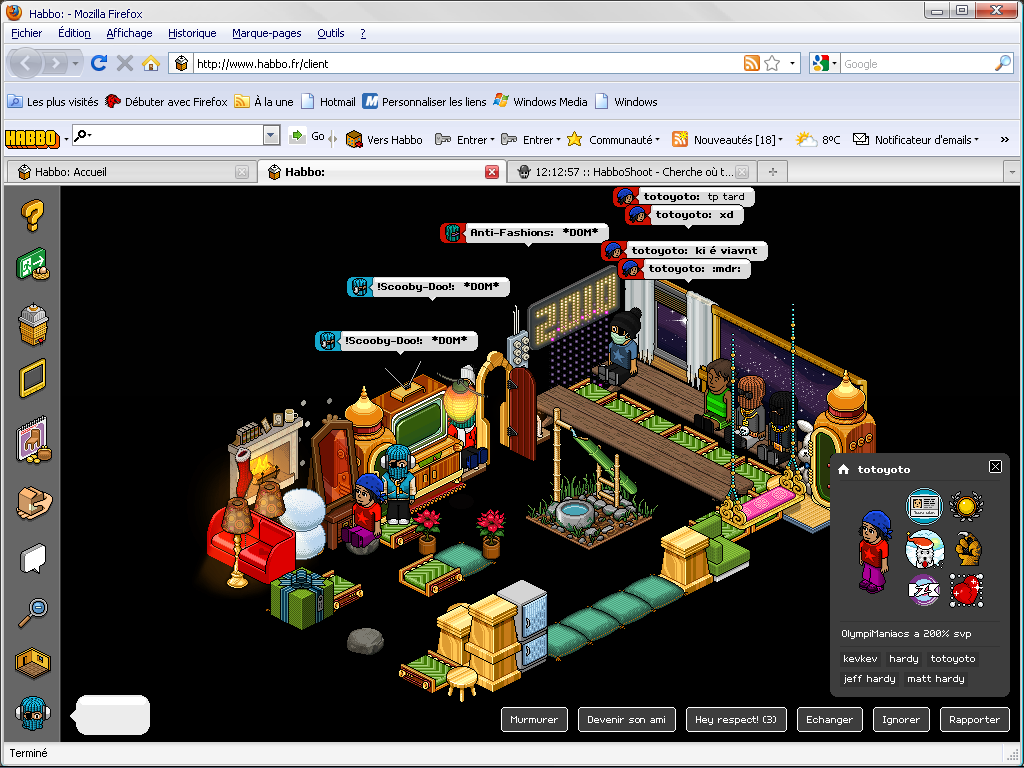 Habbo: - Mozilla Firefox
Fichier Édition Affichage Historique Marque-pages Outils ?
http://www.habbo.fr/client
Google
Les plus visités Débuter avec Firefox À la une Hotmail Personnaliser les liens Windows Media Windows
HABBO Go Vers Habbo Entrer Entrer Communauté Nouveautés [18] 8ºC Notificateur d'emails »
Habbo: Accueil Habbo: 12:12:57 :: HabboShoot - Cherche où t...
totoyoto: tp tard
totoyoto: xd
Anti-Fashions: *DOM*
totoyoto: ki é viavnt
totoyoto: :mdr:
!Scooby-Doo!: *DOM*
!Scooby-Doo!: *DOM*
2010
totoyoto
OlympiManiacs a 200% svp
kevkev hardy totoyoto
jeff hardy matt hardy
Murmurer Devenir son ami Hey respect! (3) Echanger Ignorer Rapporter
Terminé